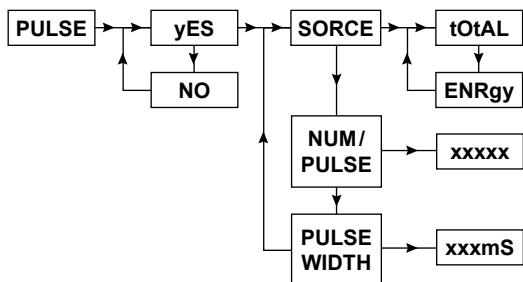 PULSE
yES
SORCE
tOtAL
NO
ENRgy
NUM/
PULSE
xxxxx
PULSE
WIDTH
xxxmS